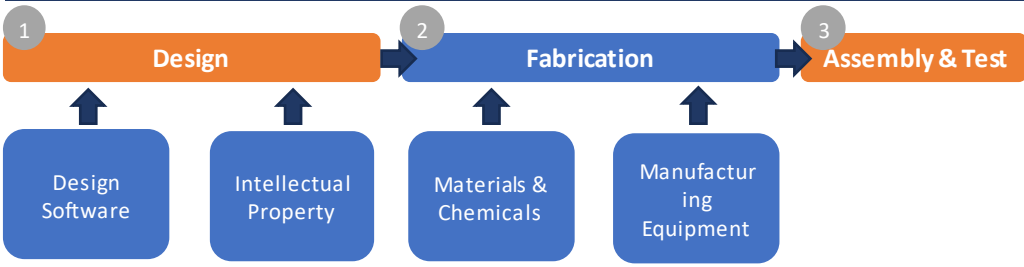 1
Design
2
Fabrication
3
Assembly & Test
Design
Software
Intellectual
Property
Materials &
Chemicals
Manufactur
ing
Equipment